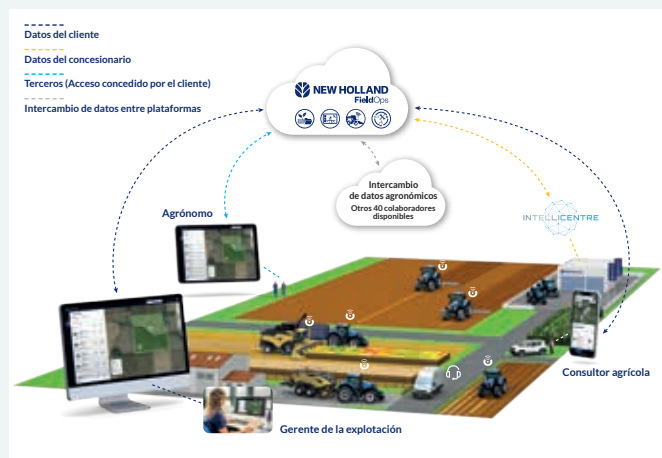 Datos del cliente
Datos del concesionario
Terceros (Acceso concedido por el cliente)
Intercambio de datos entre plataformas
NEW HOLLAND
FieldOps
Intercambio
de datos agronómicos
Otros 40 colaboradores
disponibles
Agrónomo
INTELLICENTRE
Consultor agrícola
Gerente de la explotación